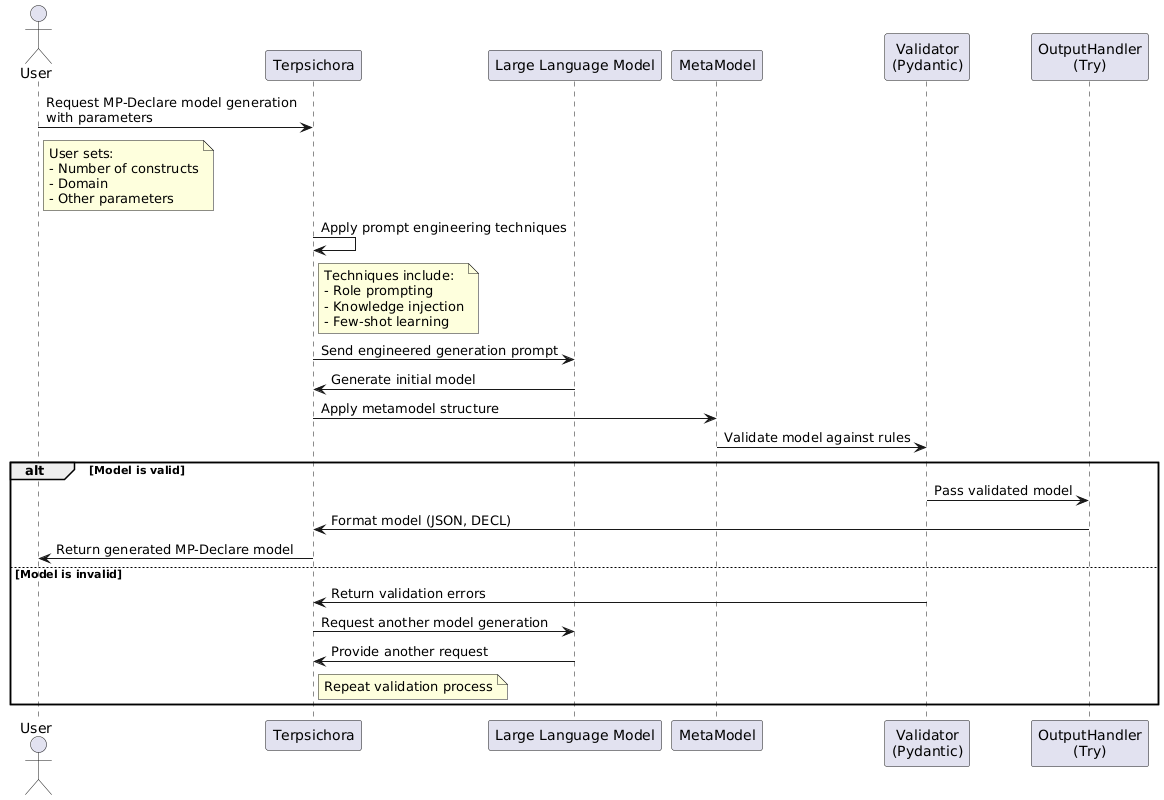 User
Terpsichora
Large Language Model
MetaModel
Validator
(Pydantic)
OutputHandler
(Try)
Request MP-Declare model generation
with parameters
User sets:
- Number of constructs
- Domain
- Other parameters
Apply prompt engineering techniques
Techniques include:
- Role prompting
- Knowledge injection
- Few-shot learning
Send engineered generation prompt
Generate initial model
Apply metamodel structure
Validate model against rules
alt
[Model is valid]
Pass validated model
Format model (JSON, DECL)
Return generated MP-Declare model
[Model is invalid]
Return validation errors
Request another model generation
Provide another request
Repeat validation process
User
Terpsichora
Large Language Model
MetaModel
Validator
(Pydantic)
OutputHandler
(Try)